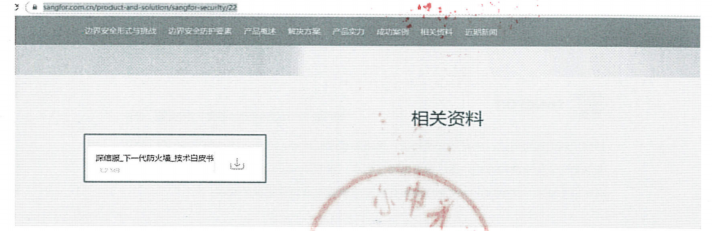 sangfor.com.cn/product-and-solution/sangfor-security/22
边界安全形式与挑战 边界安全防护要素 产品概述 解决方案 产品实力 成功案例 相关资料 近期新闻
相关资料
深信服_下一代防火墙_技术白皮书